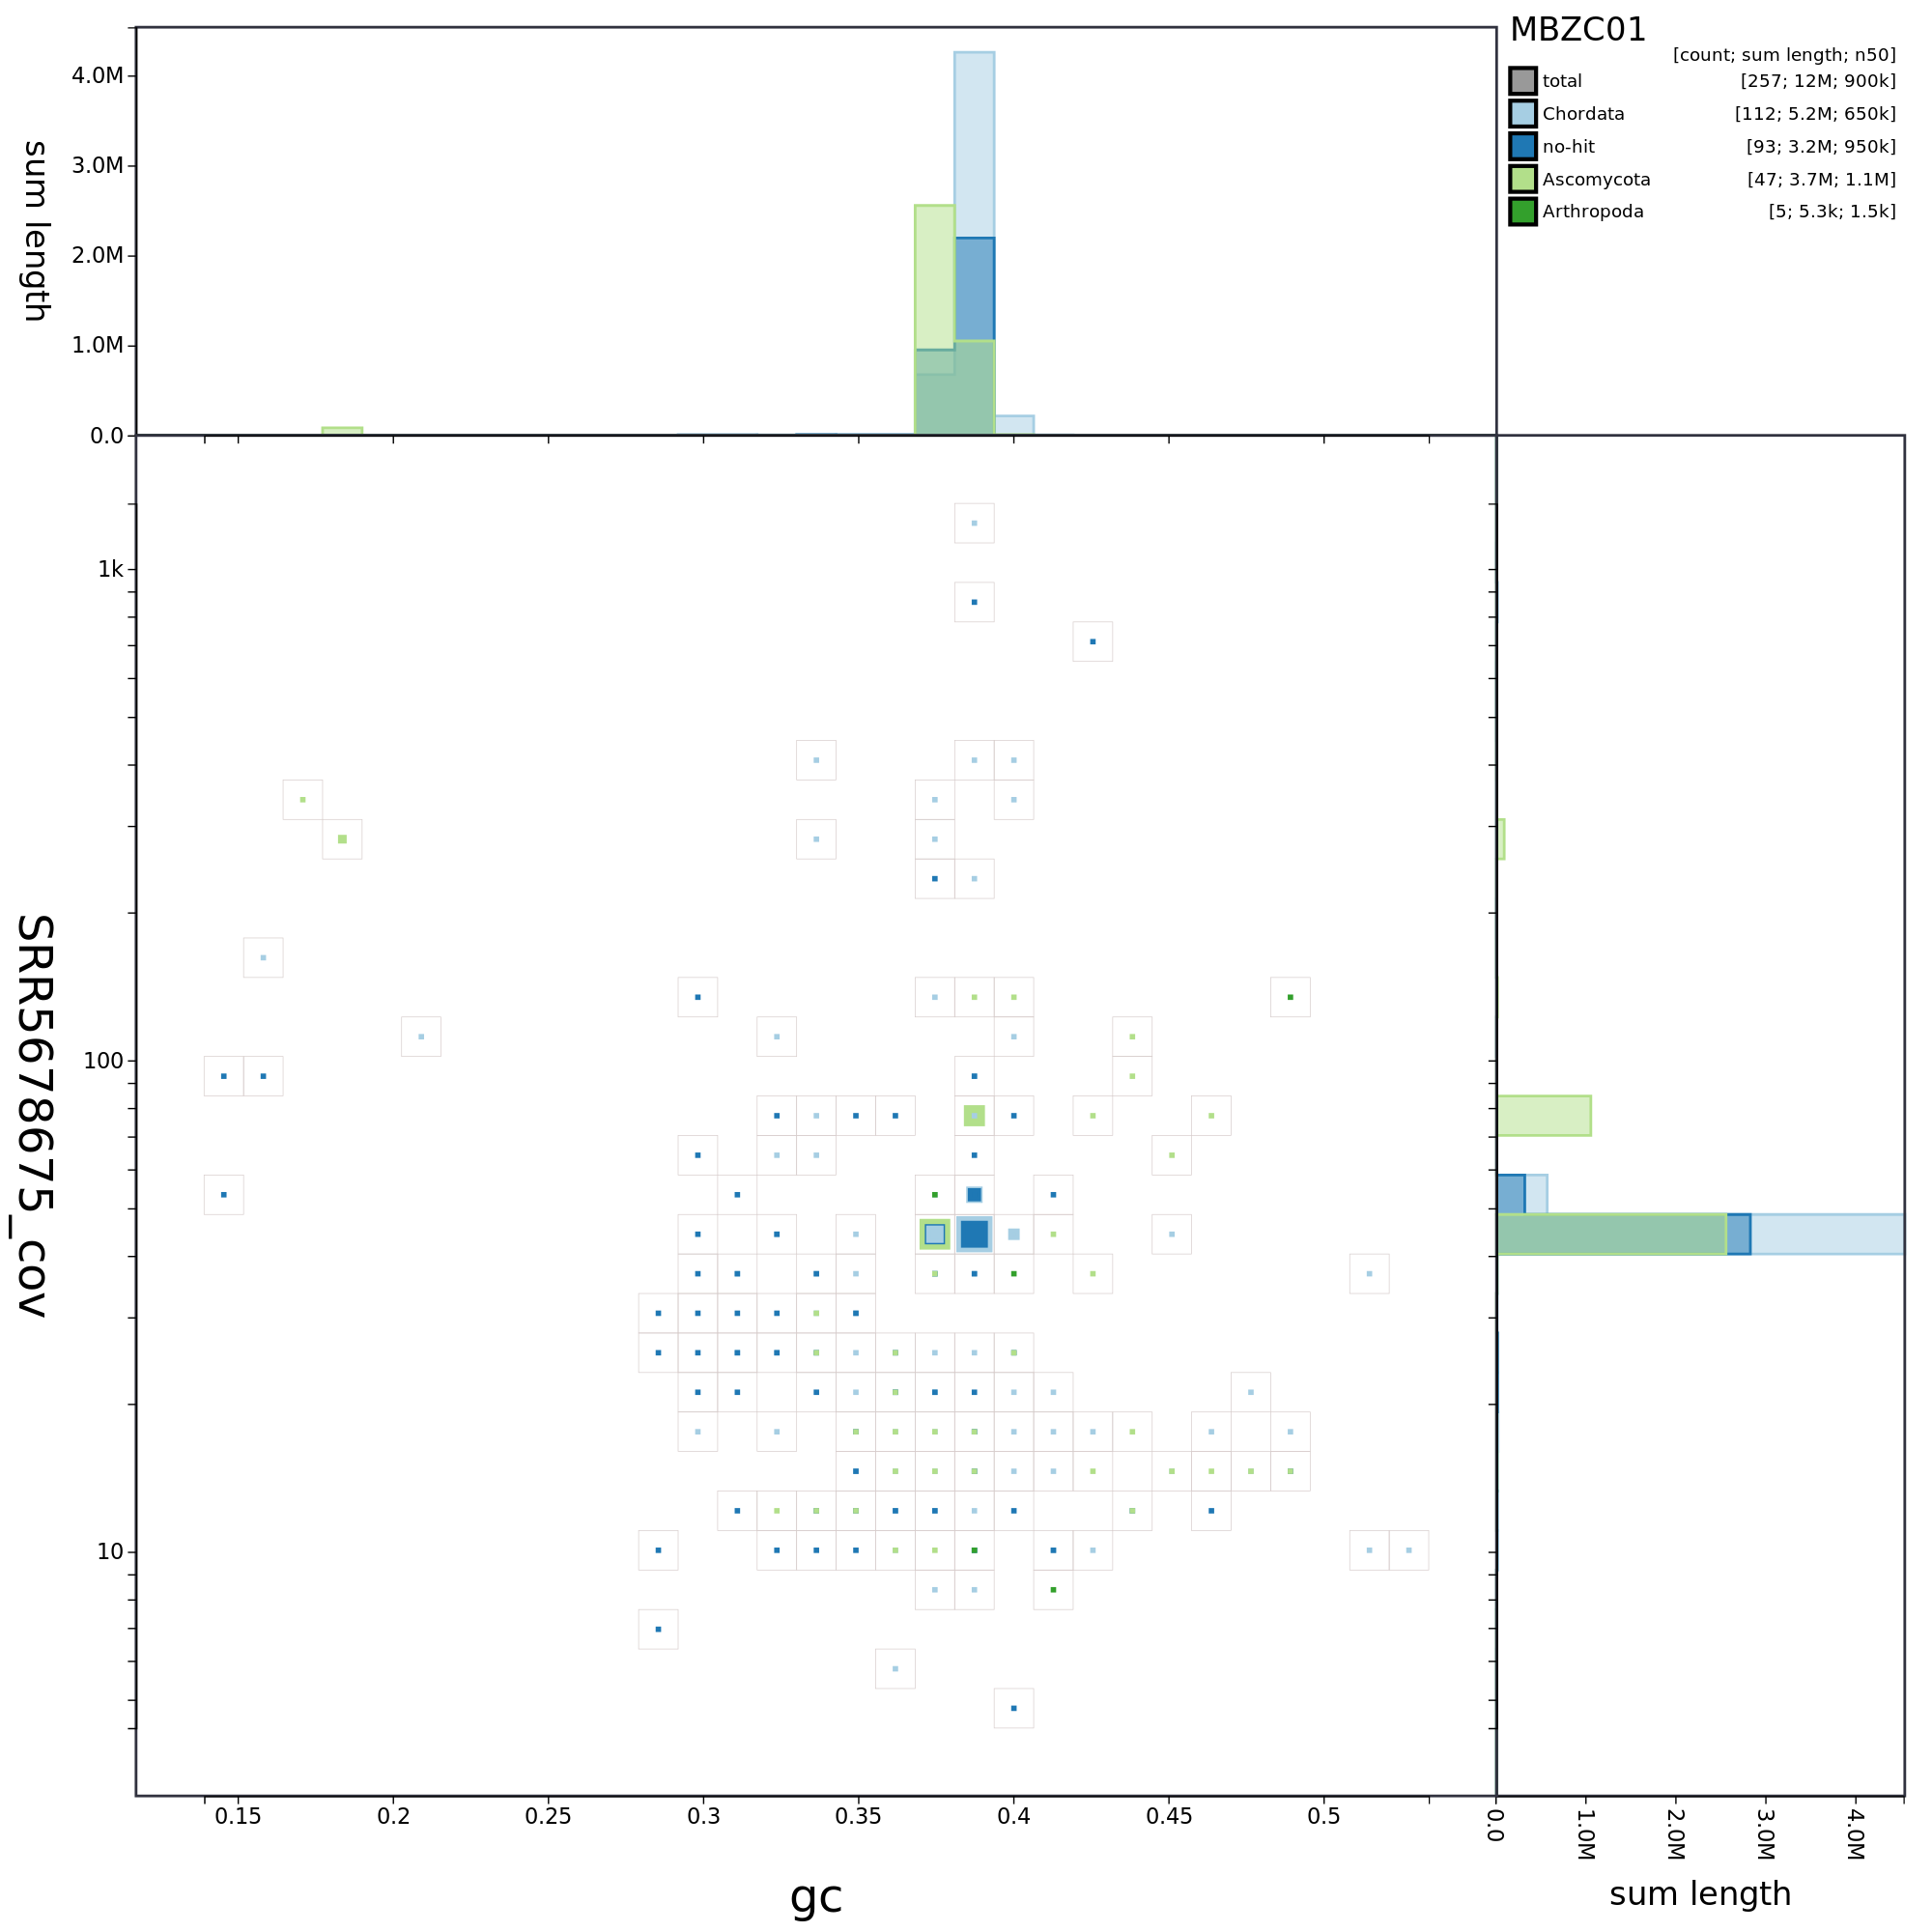 MBZC01
[count; sum length; n50]
total [257; 12M; 900k]
Chordata [112; 5.2M; 650k]
no-hit [93; 3.2M; 950k]
Ascomycota [47; 3.7M; 1.1M]
Arthropoda [5; 5.3k; 1.5k]
sum length
4.0M
3.0M
2.0M
1.0M
0.0
SRR5678675_cov
1k
100
10
0.15 0.2 0.25 0.3 0.35 0.4 0.45 0.5
gc
0.0 1.0M 2.0M 3.0M 4.0M
sum length